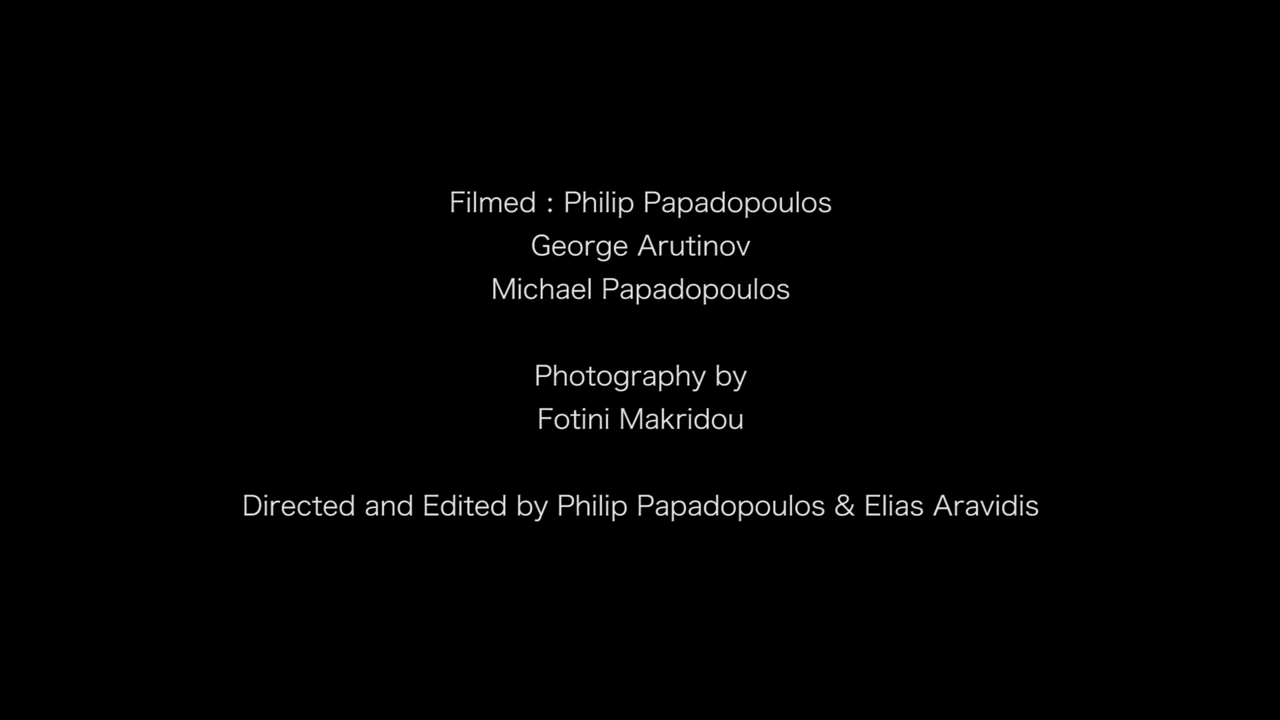 Filmed : Philip Papadopoulos
George Arutinov
Michael Papadopoulos
Photography by
Fotini Makridou
Directed and Edited by Philip Papadopoulos & Elias Aravidis